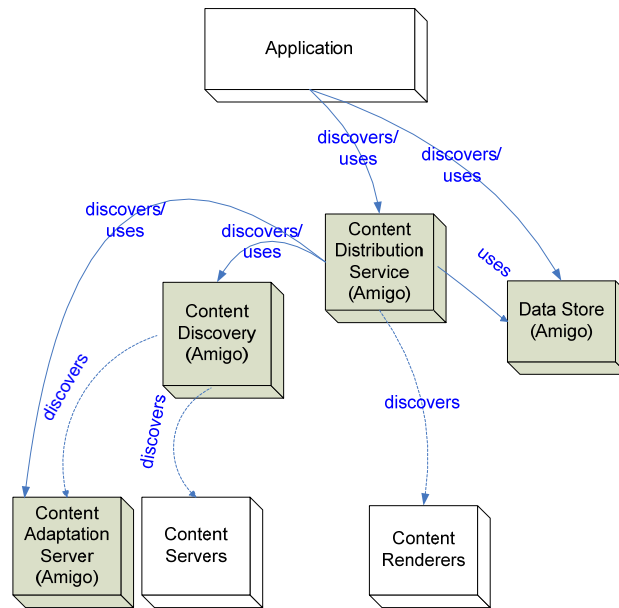 Application
discovers/
uses
discovers/
uses
discovers/
uses
discovers/
uses
Content
Distribution
Service
(Amigo)
uses
Content
Discovery
(Amigo)
Data Store
(Amigo)
discovers
discovers
discovers
Content
Adaptation
Server
(Amigo)
Content
Servers
Content
Renderers